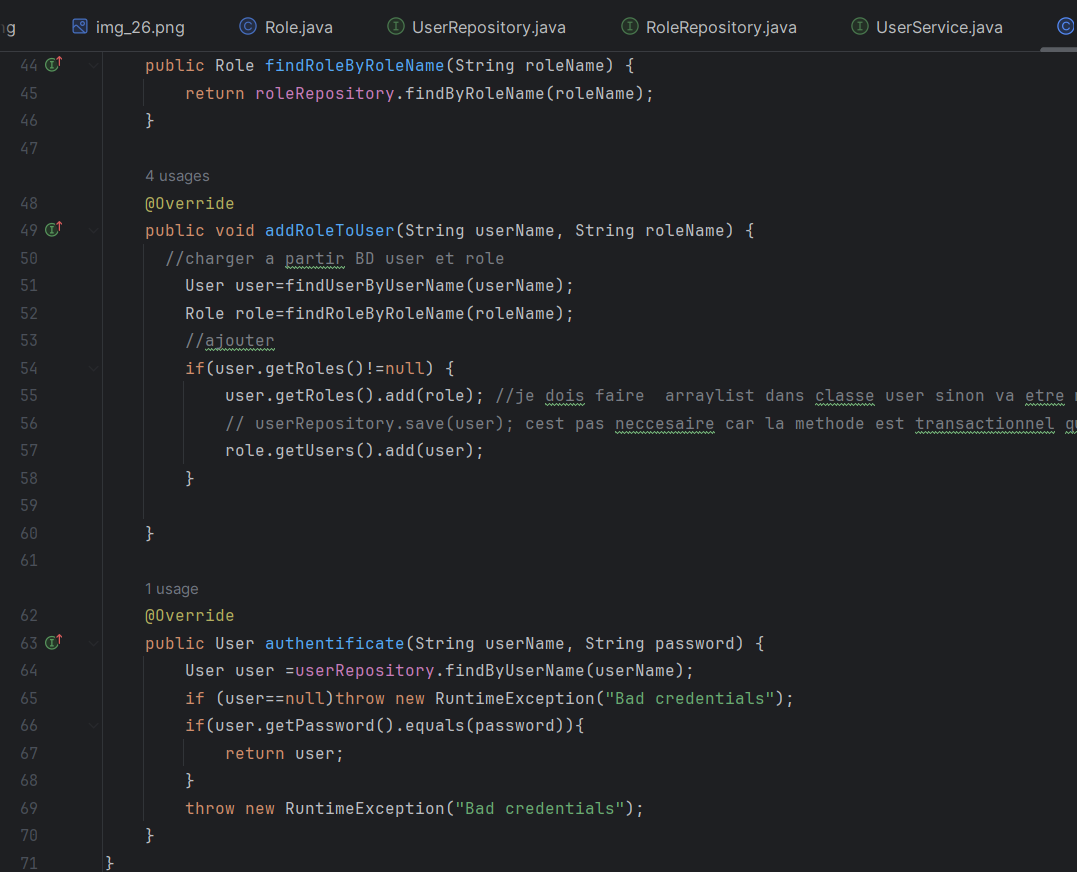 g img_26.png Role.java UserRepository.java RoleRepository.java UserService.java
44 public Role findRoleByRoleName(String roleName) {
45 return roleRepository.findByRoleName(roleName);
46 }
47
4 usages
48 @Override
49 public void addRoleToUser(String userName, String roleName) {
50 //charger a partir BD user et role
51 User user=findUserByUserName(userName);
52 Role role=findRoleByRoleName(roleName);
53 //ajouter
54 if(user.getRoles()!=null) {
55 user.getRoles().add(role); //je dois faire  arraylist dans classe user sinon va etre
56 // userRepository.save(user); cest pas neccesaire car la methode est transactionnel
57 role.getUsers().add(user);
58 }
59
60 }
61
1 usage
62 @Override
63 public User authentificate(String userName, String password) {
64 User user =userRepository.findByUserName(userName);
65 if (user==null)throw new RuntimeException("Bad credentials");
66 if(user.getPassword().equals(password)){
67 return user;
68 }
69 throw new RuntimeException("Bad credentials");
70 }
71 }